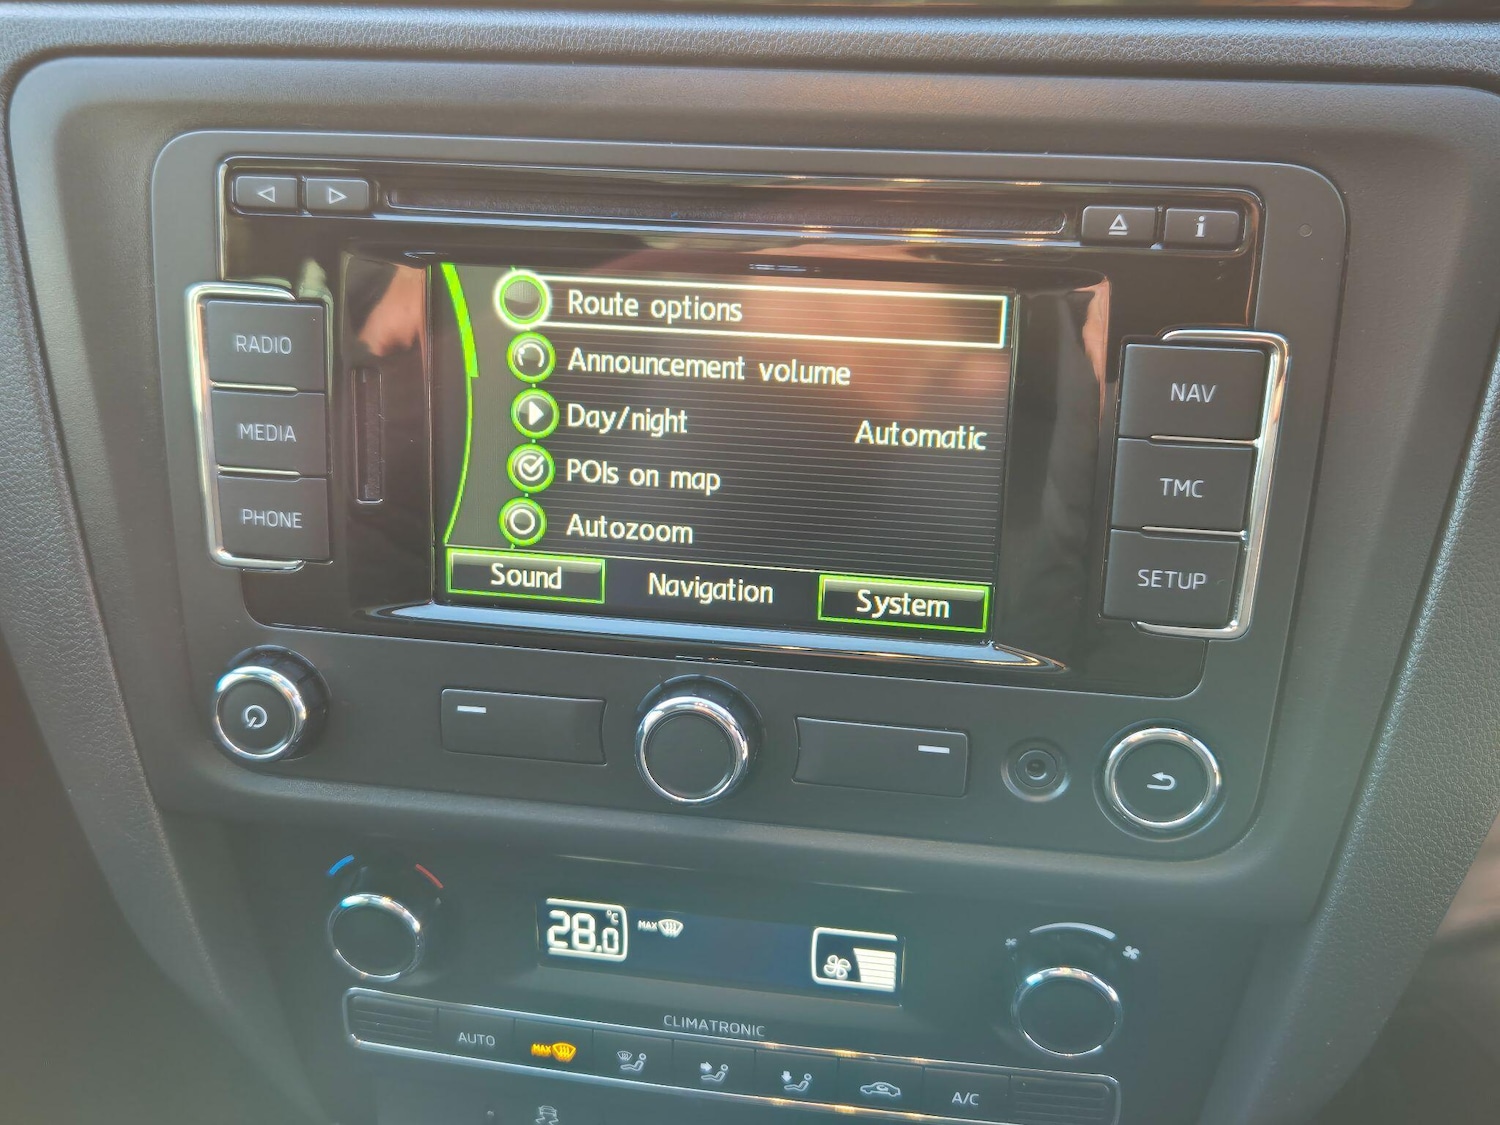 i
RADIO
MEDIA
PHONE
Route options
Announcement volume
Day/night Automatic
POIs on map
Autozoom
Sound Navigation System
NAV
TMC
SETUP
28.0 °C MAX
CLIMATRONIC
AUTO MAX A/C